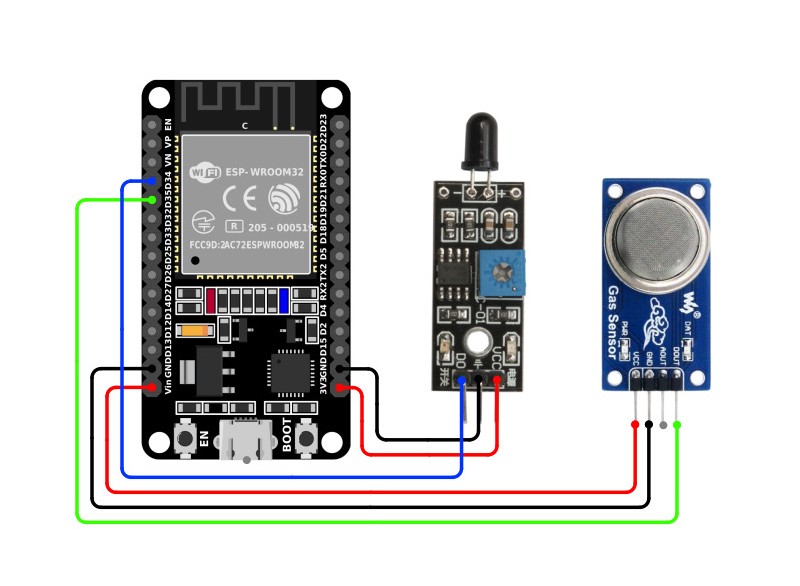 C
EN
VP
VN
D34
D35
D32
D33
D25
D26
D27
D14
D12
D13
GND
Vin
D23
D22
TX0
RX0
D21
D19
D18
D5
TX2
RX2
D4
D2
D15
GND
3V3
WiFi
ESP-WROOM32
CE
R 205-000519
FCC9D:2AC72ESPWROOM32
EN
BOOT
- +
DO
VCC
开关
电源
Gas Sensor
PWR
DAT
VCC
GND
AOUT
DOUT